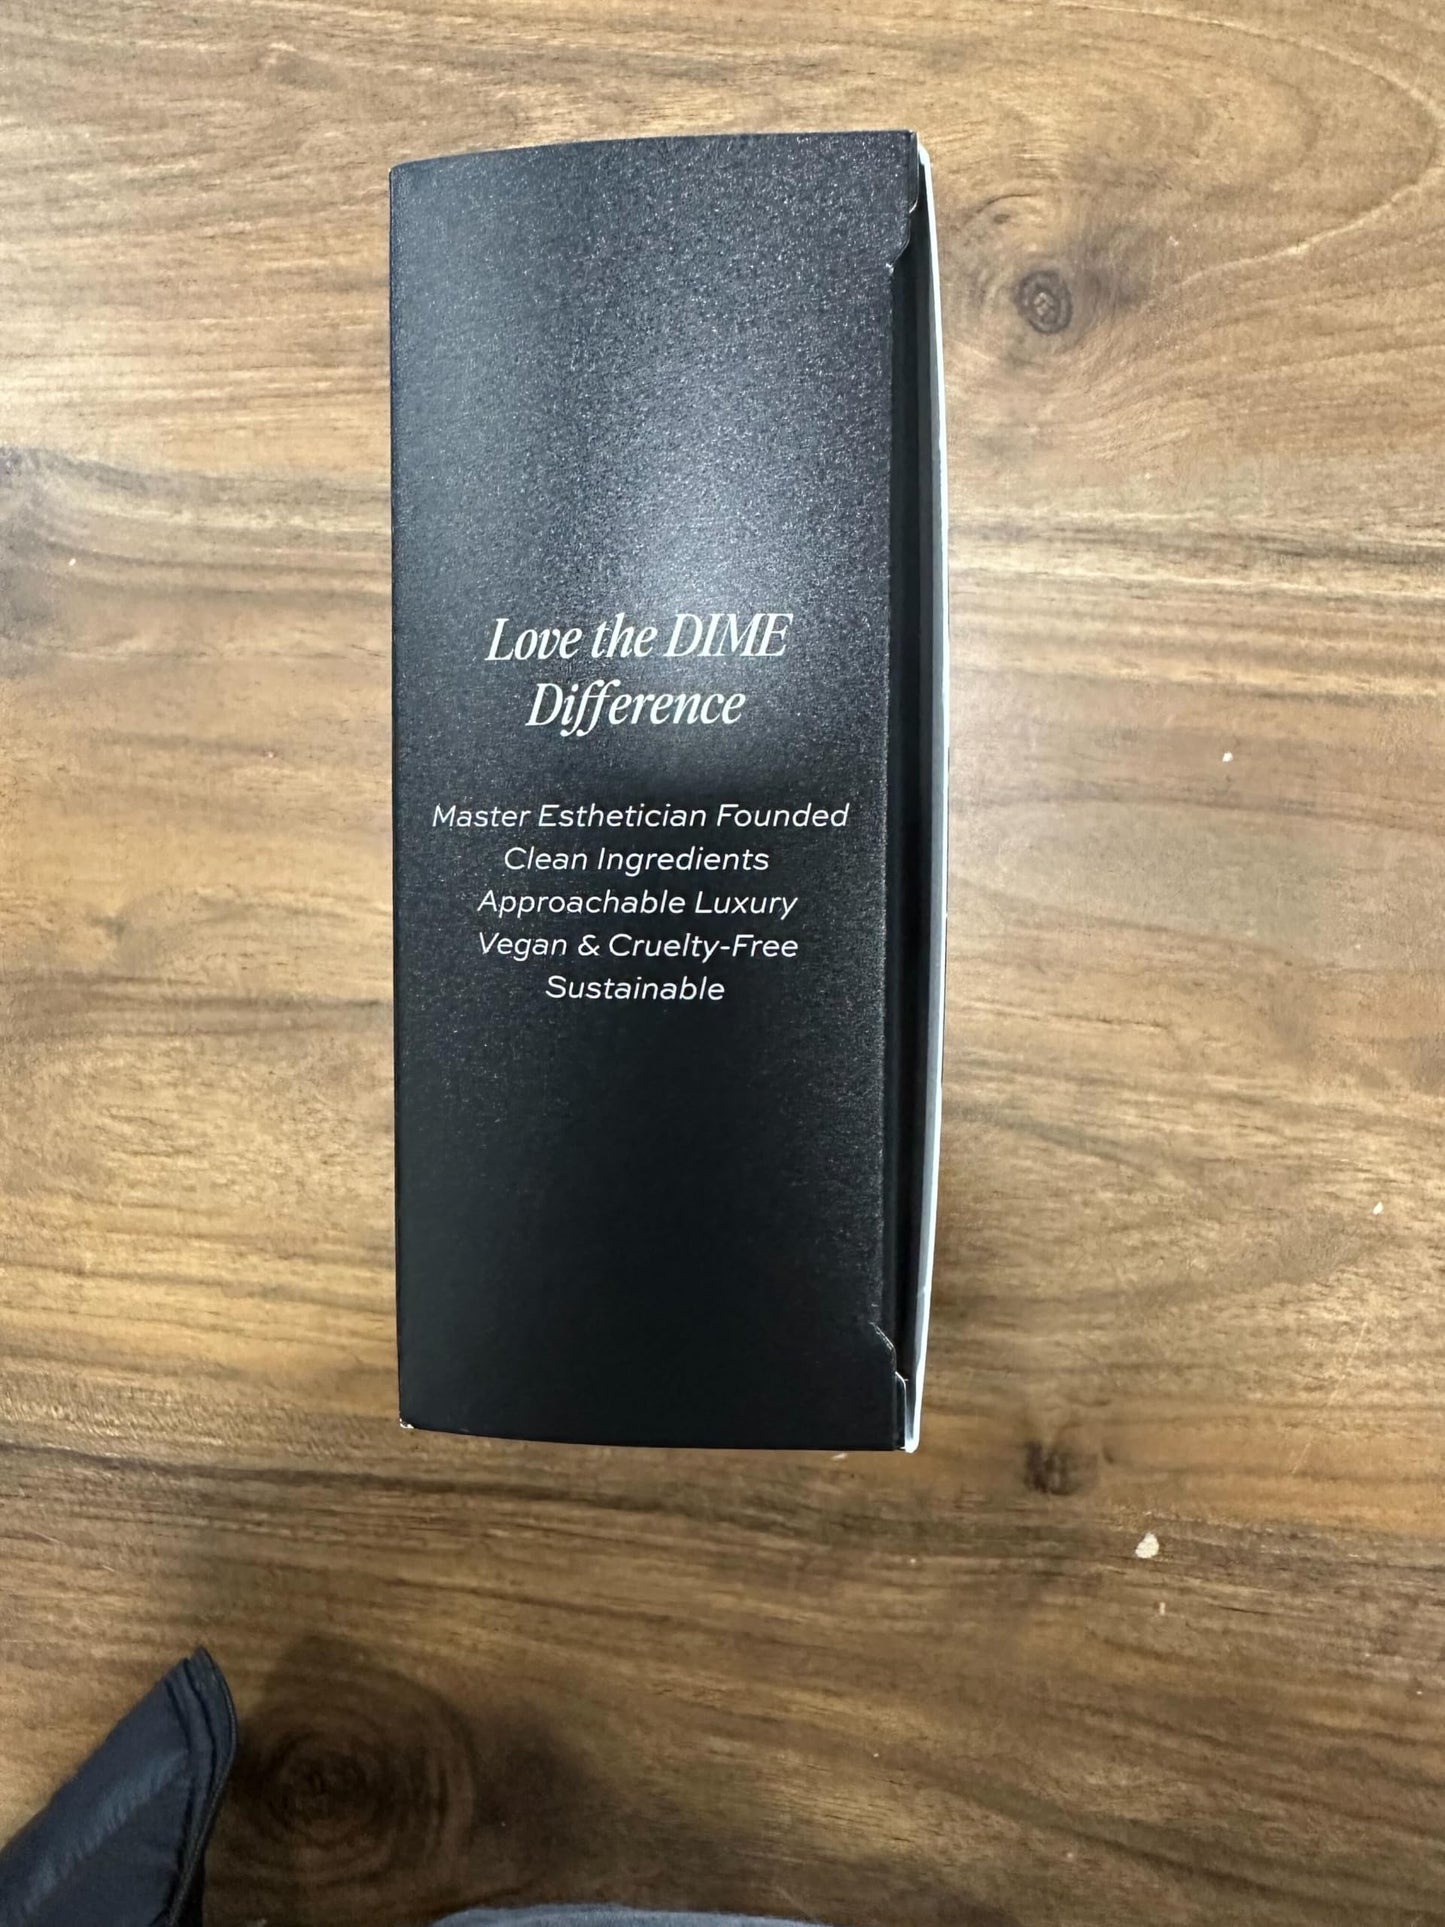 Love the DIME
Difference
Master Esthetician Founded
Clean Ingredients
Approachable Luxury
Vegan & Cruelty-Free
Sustainable